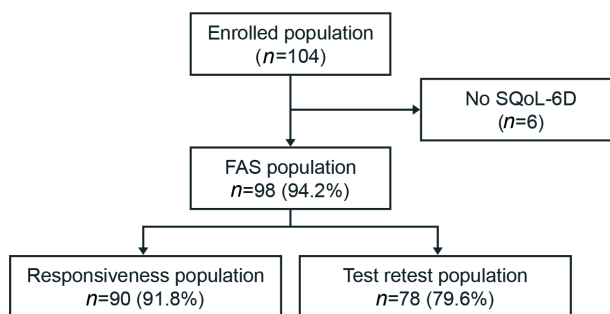 Enrolled population
(n=104)
No SQoL-6D
(n=6)
FAS population
n=98 (94.2%)
Responsiveness population
n=90 (91.8%)
Test retest population
n=78 (79.6%)